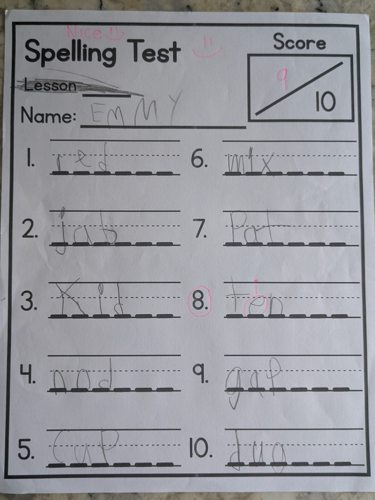 Nice
Spelling Test
Score
9
10
Lesson
Name: EMMY
1. red
2. jab
3. Kid
4. nod
5. Cup
6. mix
7. Pat
8. ten
i
9. gap
10. dug